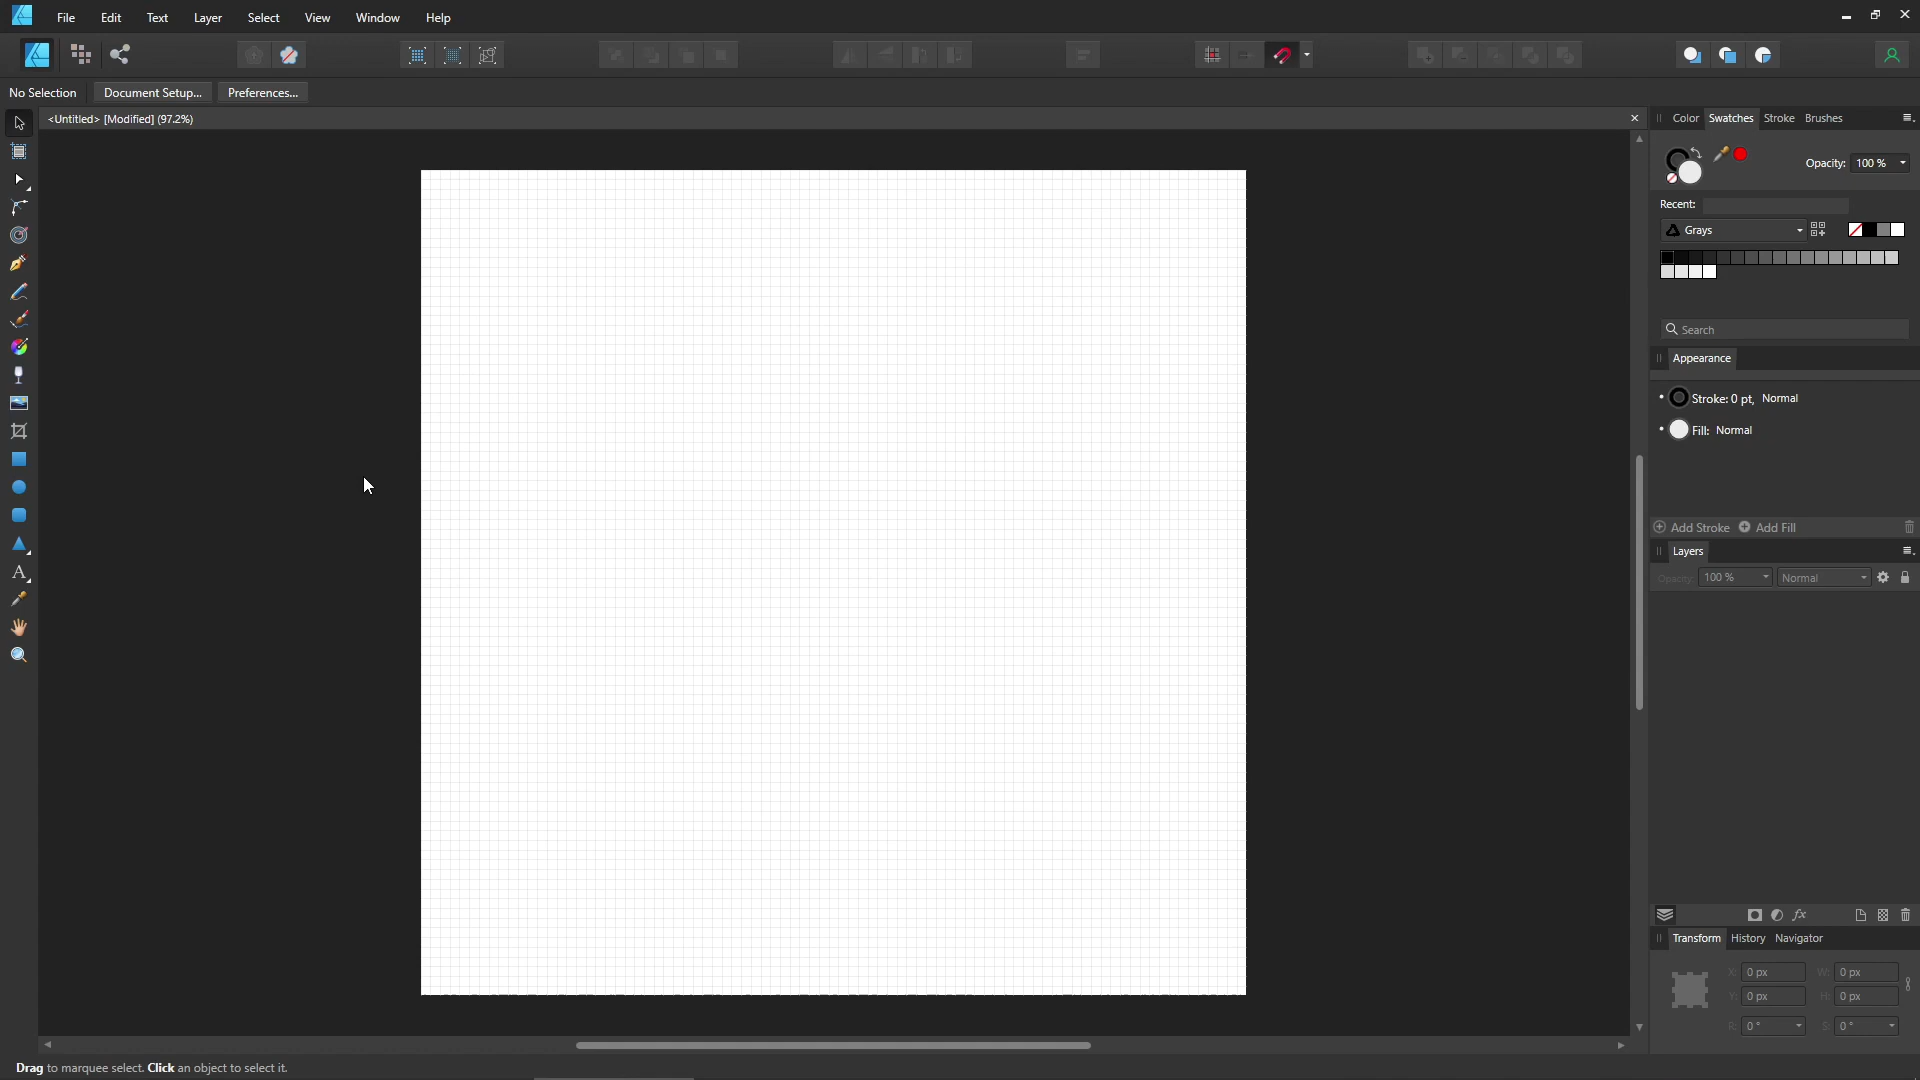 File Edit Text Layer Select View Window Help
No Selection Document Setup... Preferences...
<Untitled> [Modified] (97.2%)
Color Swatches Stroke Brushes
Opacity: 100 %
Recent:
Grays
Search
Appearance
Stroke: 0 pt, Normal
Fill: Normal
Add Stroke Add Fill
Layers
Opacity: 100 % Normal
Transform History Navigator
X: 0 px W: 0 px
Y: 0 px H: 0 px
R: 0 ° S: 0 °
Drag to marquee select. Click an object to select it.